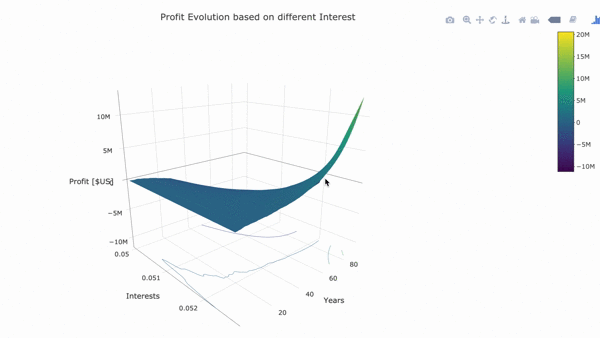 Profit Evolution based on different Interest
20M
15M
10M
5M
0
−5M
−10M
10M
5M
Profit [$US]
−5M
−10M
0.05
0.051
0.052
Interests
80
60
40
20
Years